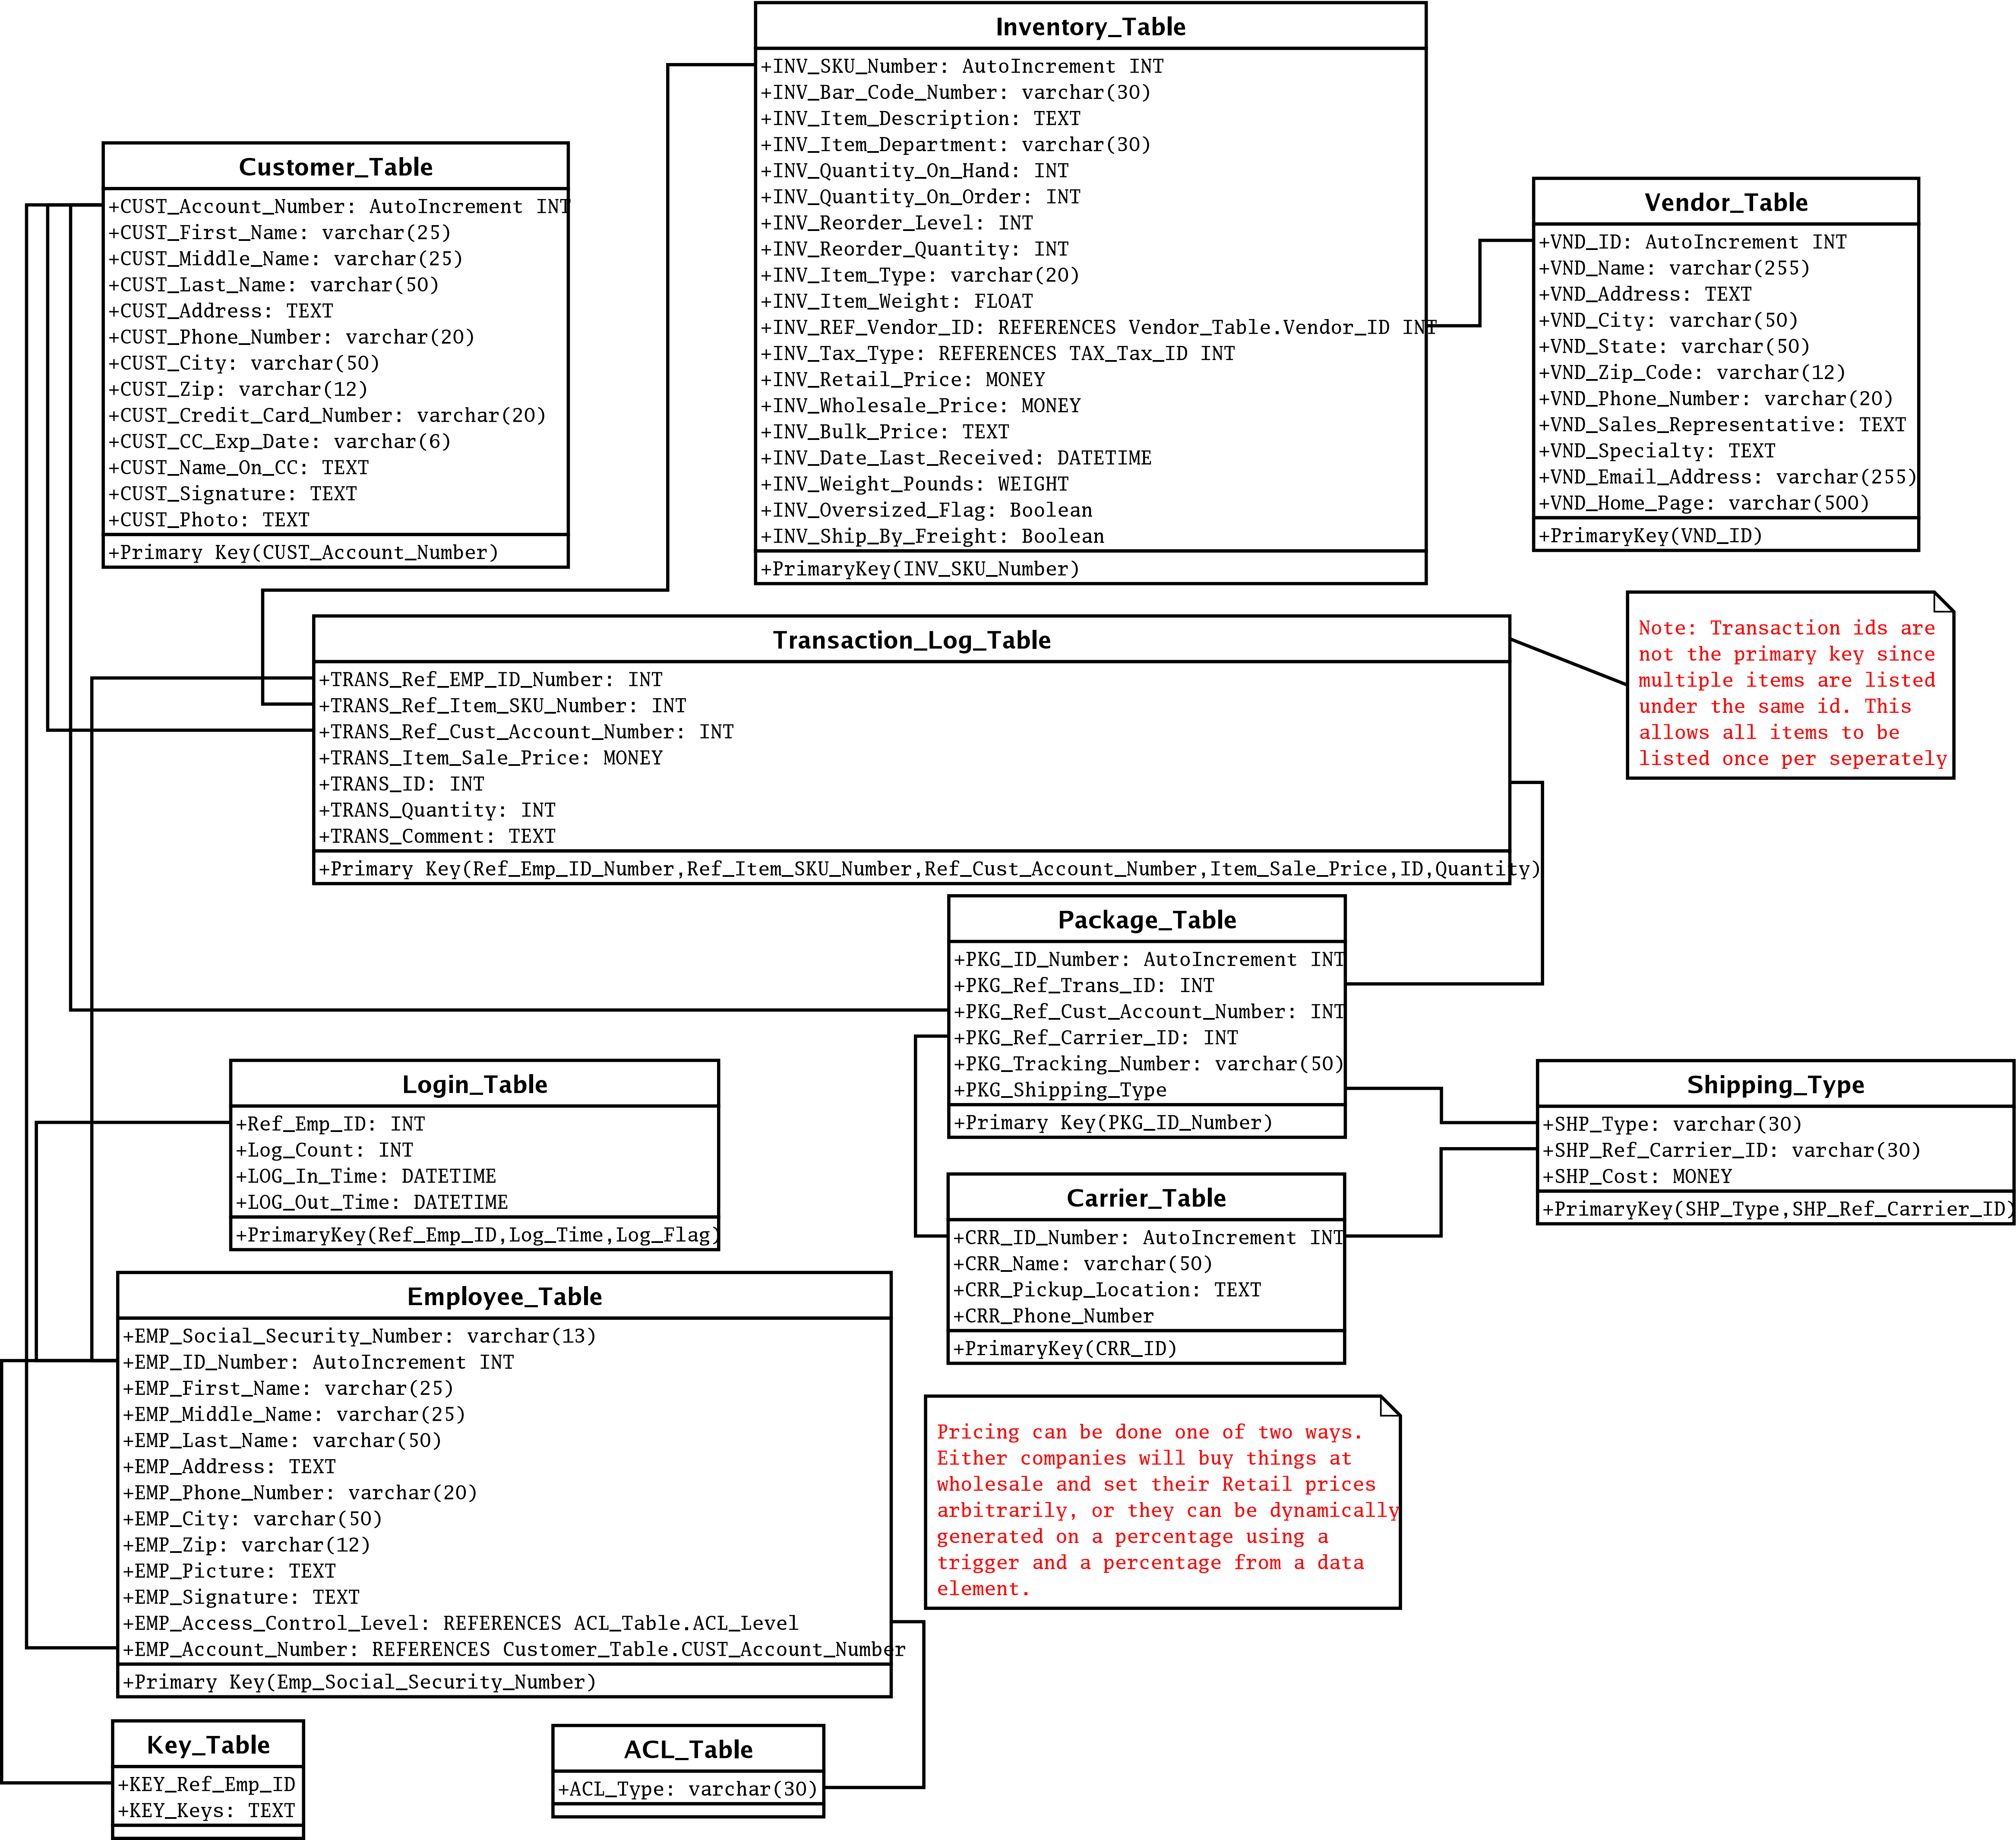 Inventory_Table
+INV_SKU_Number: AutoIncrement INT
+INV_Bar_Code_Number: varchar(30)
+INV_Item_Description: TEXT
+INV_Item_Department: varchar(30)
+INV_Quantity_On_Hand: INT
+INV_Quantity_On_Order: INT
+INV_Reorder_Level: INT
+INV_Reorder_Quantity: INT
+INV_Item_Type: varchar(20)
+INV_Item_Weight: FLOAT
+INV_REF_Vendor_ID: REFERENCES Vendor_Table.Vendor_ID INT
+INV_Tax_Type: REFERENCES TAX_Tax_ID INT
+INV_Retail_Price: MONEY
+INV_Wholesale_Price: MONEY
+INV_Bulk_Price: TEXT
+INV_Date_Last_Received: DATETIME
+INV_Weight_Pounds: WEIGHT
+INV_Oversized_Flag: Boolean
+INV_Ship_By_Freight: Boolean
+PrimaryKey(INV_SKU_Number)
Customer_Table
+CUST_Account_Number: AutoIncrement INT
+CUST_First_Name: varchar(25)
+CUST_Middle_Name: varchar(25)
+CUST_Last_Name: varchar(50)
+CUST_Address: TEXT
+CUST_Phone_Number: varchar(20)
+CUST_City: varchar(50)
+CUST_Zip: varchar(12)
+CUST_Credit_Card_Number: varchar(20)
+CUST_CC_Exp_Date: varchar(6)
+CUST_Name_On_CC: TEXT
+CUST_Signature: TEXT
+CUST_Photo: TEXT
+Primary Key(CUST_Account_Number)
Vendor_Table
+VND_ID: AutoIncrement INT
+VND_Name: varchar(255)
+VND_Address: TEXT
+VND_City: varchar(50)
+VND_State: varchar(50)
+VND_Zip_Code: varchar(12)
+VND_Phone_Number: varchar(20)
+VND_Sales_Representative: TEXT
+VND_Specialty: TEXT
+VND_Email_Address: varchar(255)
+VND_Home_Page: varchar(500)
+PrimaryKey(VND_ID)
Transaction_Log_Table
+TRANS_Ref_EMP_ID_Number: INT
+TRANS_Ref_Item_SKU_Number: INT
+TRANS_Ref_Cust_Account_Number: INT
+TRANS_Item_Sale_Price: MONEY
+TRANS_ID: INT
+TRANS_Quantity: INT
+TRANS_Comment: TEXT
+Primary Key(Ref_Emp_ID_Number,Ref_Item_SKU_Number,Ref_Cust_Account_Number,Item_Sale_Price,ID,Quantity)
Note: Transaction ids are
not the primary key since
multiple items are listed
under the same id. This
allows all items to be
listed once per seperately
Package_Table
+PKG_ID_Number: AutoIncrement INT
+PKG_Ref_Trans_ID: INT
+PKG_Ref_Cust_Account_Number: INT
+PKG_Ref_Carrier_ID: INT
+PKG_Tracking_Number: varchar(50)
+PKG_Shipping_Type
+Primary Key(PKG_ID_Number)
Login_Table
+Ref_Emp_ID: INT
+Log_Count: INT
+LOG_In_Time: DATETIME
+LOG_Out_Time: DATETIME
+PrimaryKey(Ref_Emp_ID,Log_Time,Log_Flag)
Shipping_Type
+SHP_Type: varchar(30)
+SHP_Ref_Carrier_ID: varchar(30)
+SHP_Cost: MONEY
+PrimaryKey(SHP_Type,SHP_Ref_Carrier_ID)
Carrier_Table
+CRR_ID_Number: AutoIncrement INT
+CRR_Name: varchar(50)
+CRR_Pickup_Location: TEXT
+CRR_Phone_Number
+PrimaryKey(CRR_ID)
Employee_Table
+EMP_Social_Security_Number: varchar(13)
+EMP_ID_Number: AutoIncrement INT
+EMP_First_Name: varchar(25)
+EMP_Middle_Name: varchar(25)
+EMP_Last_Name: varchar(50)
+EMP_Address: TEXT
+EMP_Phone_Number: varchar(20)
+EMP_City: varchar(50)
+EMP_Zip: varchar(12)
+EMP_Picture: TEXT
+EMP_Signature: TEXT
+EMP_Access_Control_Level: REFERENCES ACL_Table.ACL_Level
+EMP_Account_Number: REFERENCES Customer_Table.CUST_Account_Number
+Primary Key(Emp_Social_Security_Number)
Pricing can be done one of two ways.
Either companies will buy things at
wholesale and set their Retail prices
arbitrarily, or they can be dynamically
generated on a percentage using a
trigger and a percentage from a data
element.
Key_Table
+KEY_Ref_Emp_ID
+KEY_Keys: TEXT
ACL_Table
+ACL_Type: varchar(30)